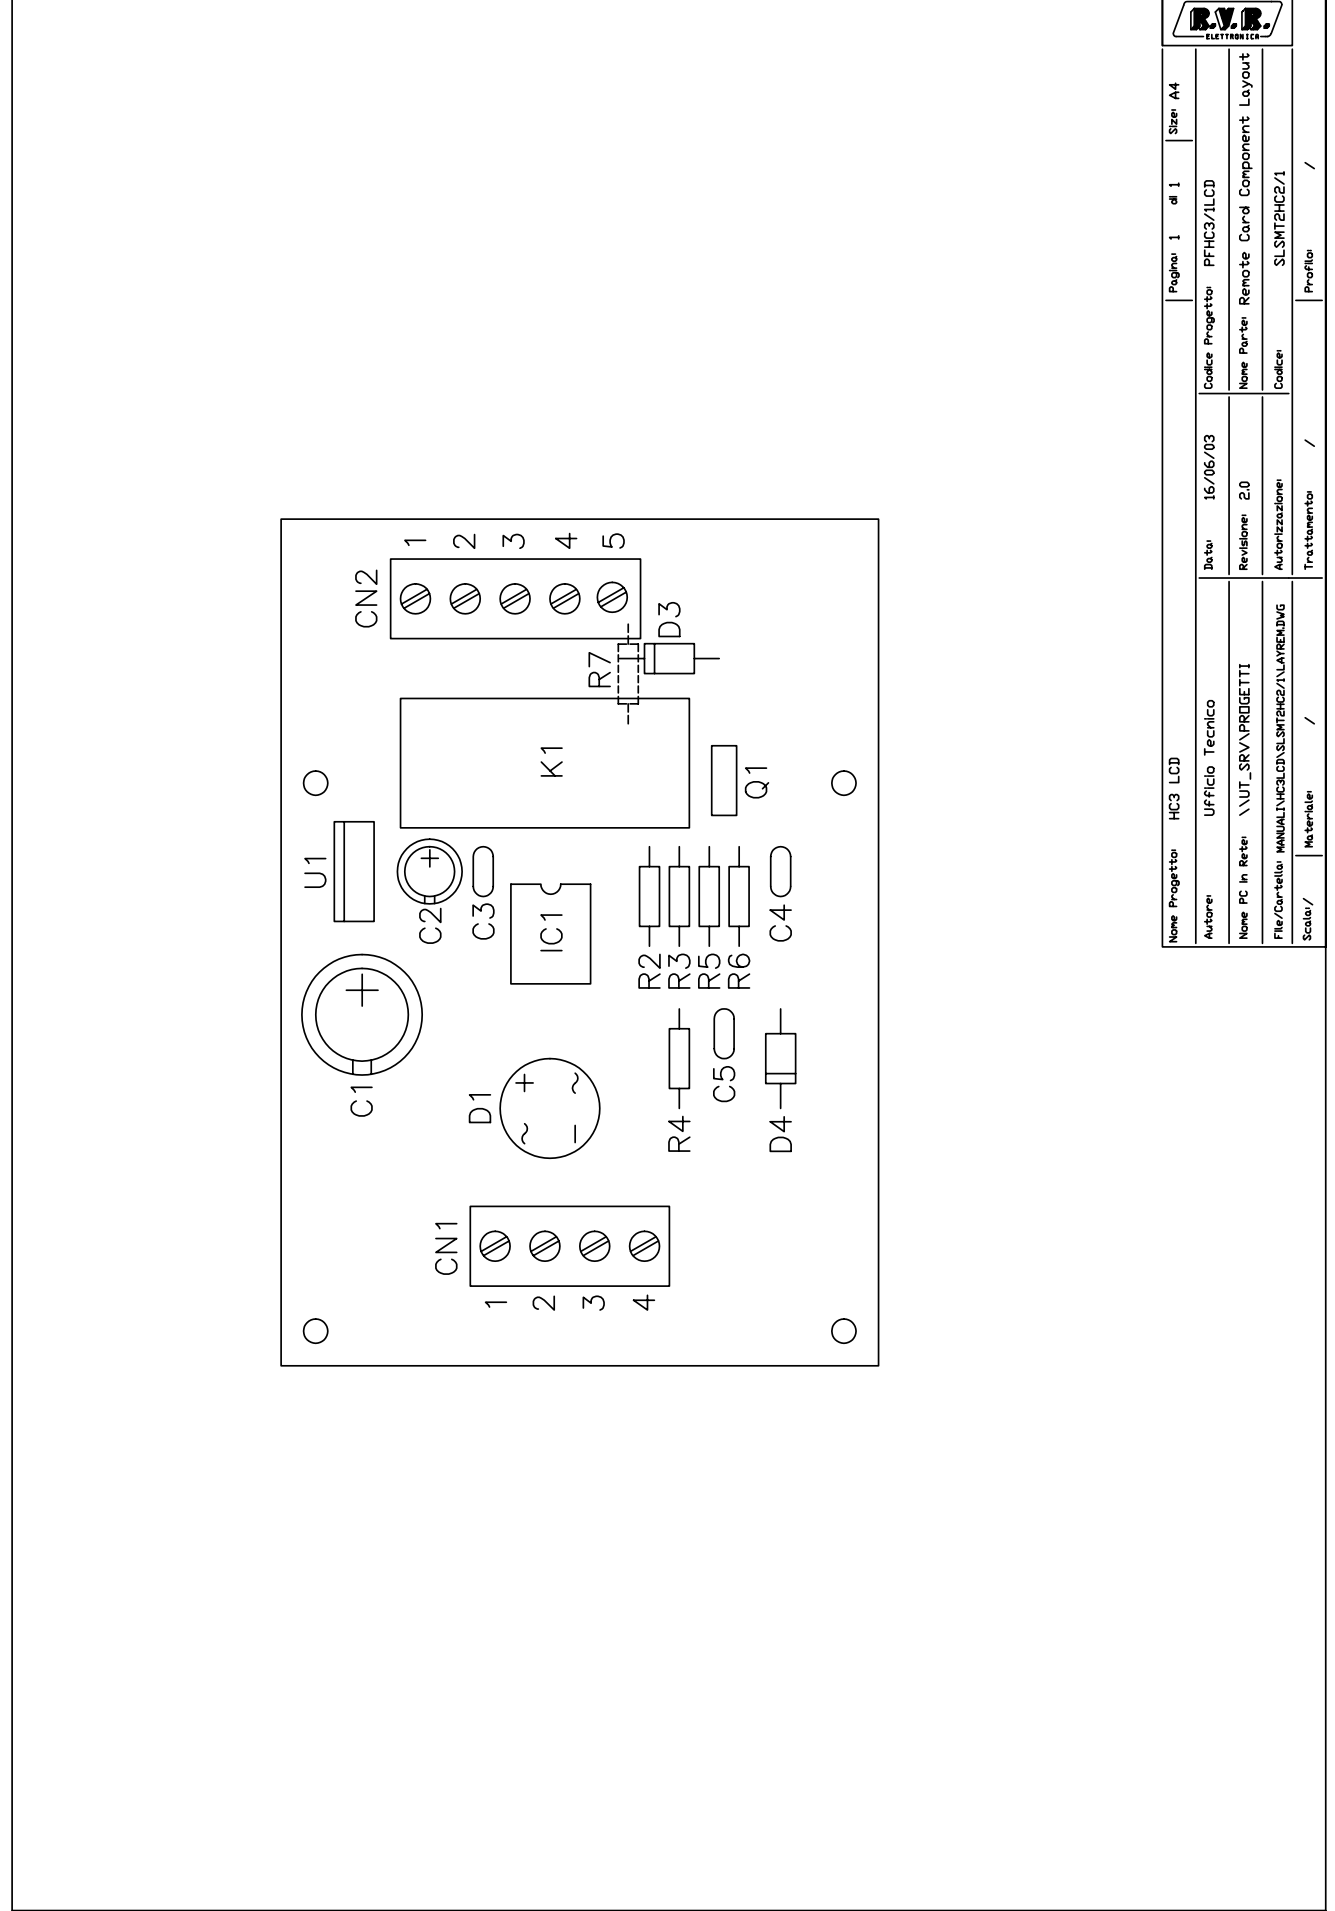 R.V.R.
ELETTRONICA
Nome Progetto: HC3 LCD
Pagina: 1 di 1
Size: A4
Autore: Ufficio Tecnico
Data: 16/06/03
Codice Progetto: PFHC3/1LCD
Nome PC in Rete: \\UT_SRV\PROGETTI
Revisione: 2.0
Nome Parte: Remote Card Component Layout
File/Cartella: MANUALI\HC3LCD\SLSMT2HC2/1\LAYREM.DWG
Autorizzazione:
Codice: SLSMT2HC2/1
Scala: /
Materiale: /
Trattamento: /
Profilo: /
CN1
1
2
3
4
C1
D1
+
~
~
-
R4
C5
D4
U1
C2
+
C3
IC1
R2
R3
R5
R6
C4
K1
Q1
R7
D3
CN2
1
2
3
4
5
+